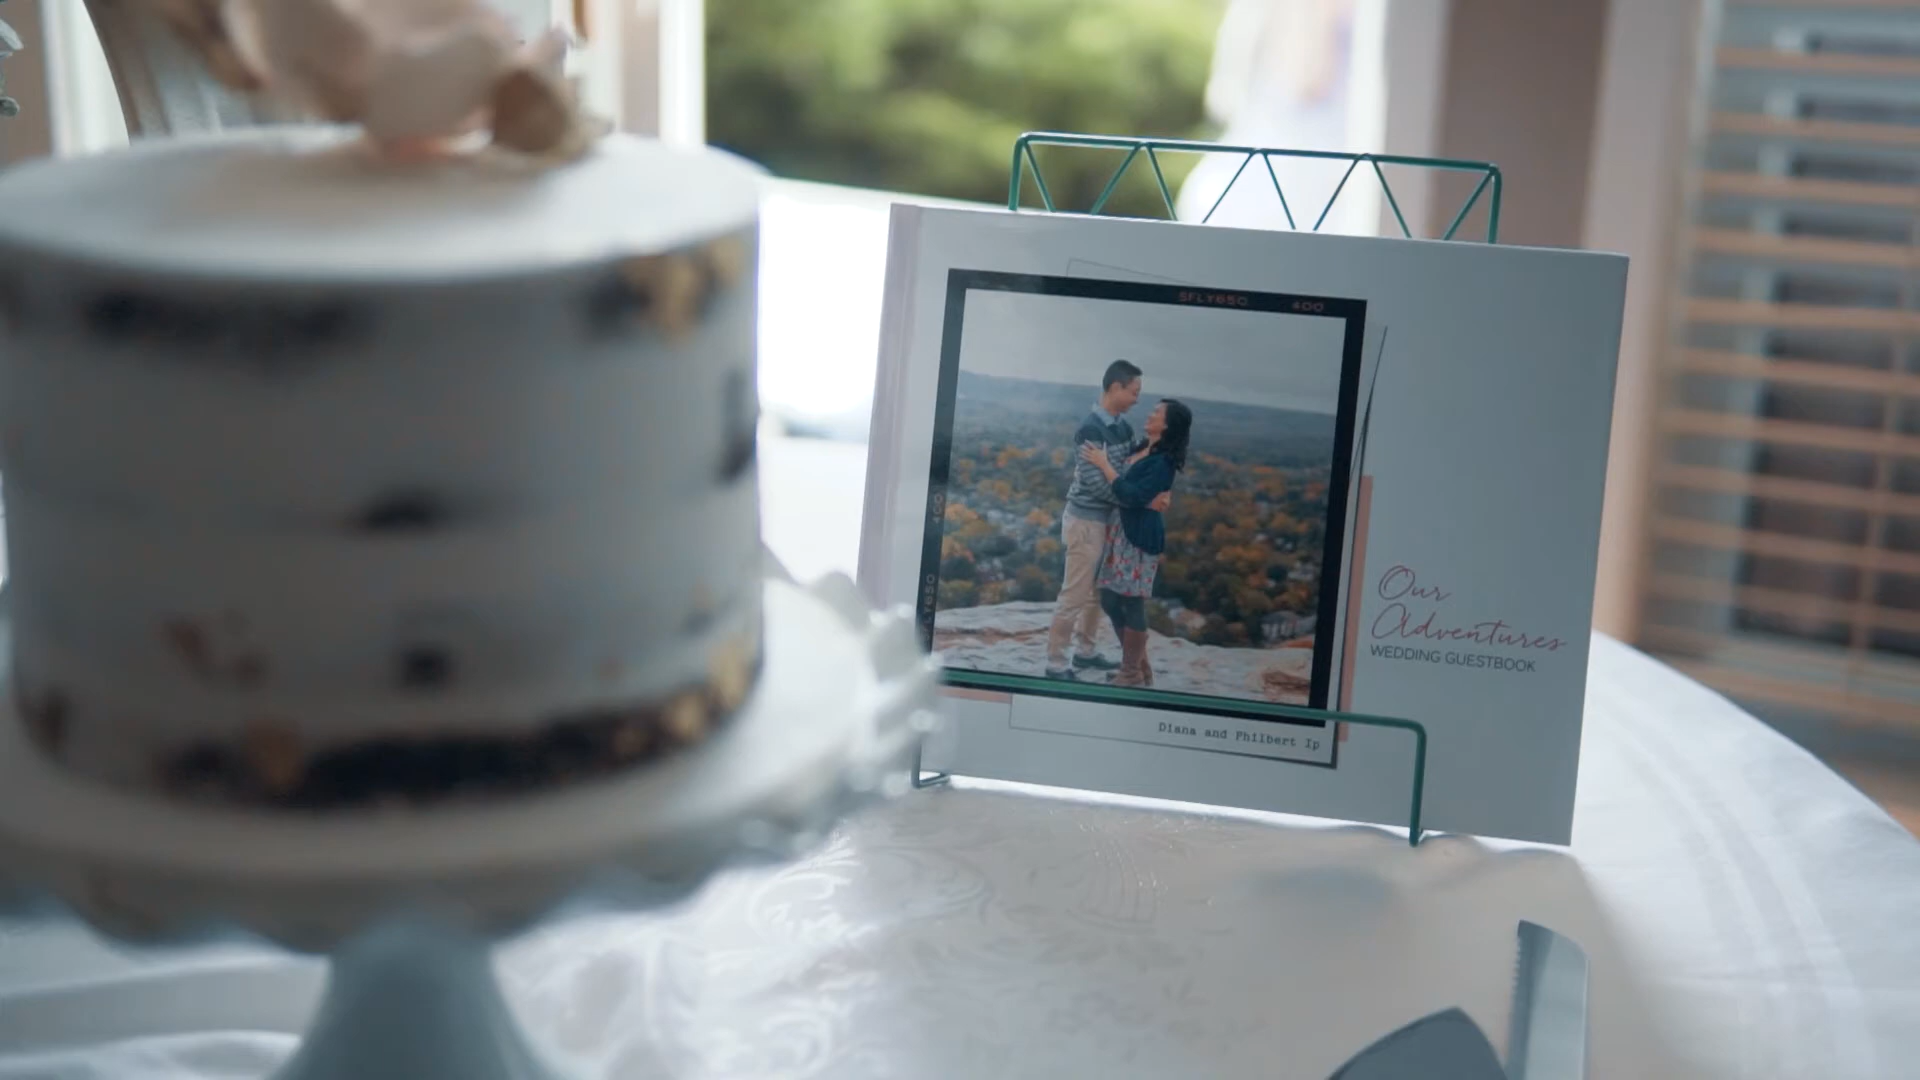 SFLY650 400
400
SFLY650
Our
Adventures
WEDDING GUESTBOOK
Diana and Philbert Ip